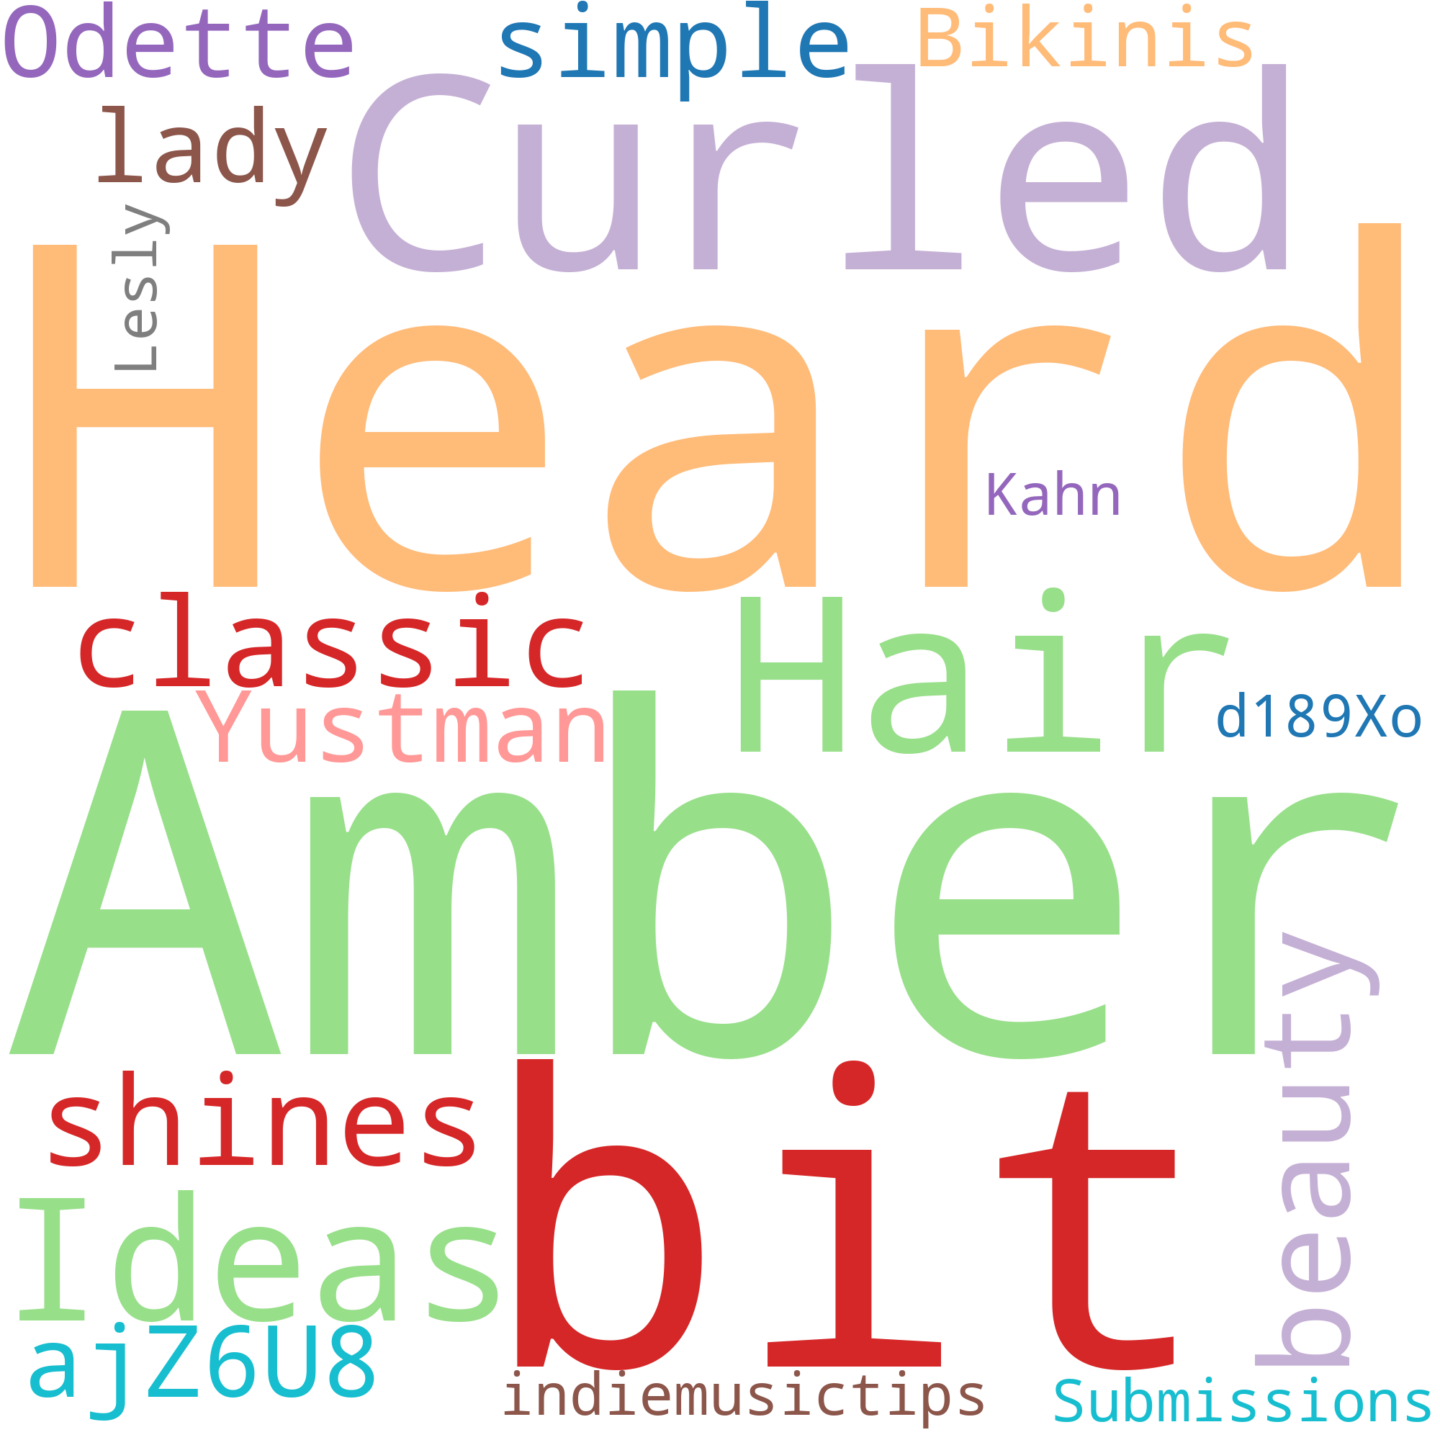 Odette simple Bikinis
lady Curled
Lesly
Heard
Kahn
classic Hair
Yustman d189Xo
Amber
beauty
shines bit
Ideas
ajZ6U8
indiemusictips Submissions